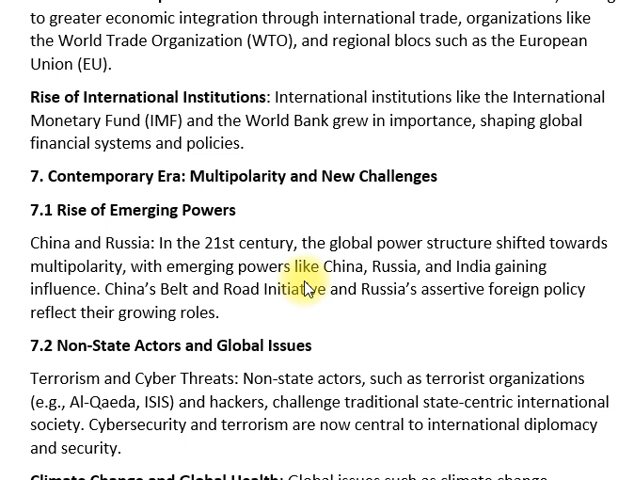 to greater economic integration through international trade, organizations like
the World Trade Organization (WTO), and regional blocs such as the European
Union (EU).
Rise of International Institutions: International institutions like the International
Monetary Fund (IMF) and the World Bank grew in importance, shaping global
financial systems and policies.
7. Contemporary Era: Multipolarity and New Challenges
7.1 Rise of Emerging Powers
China and Russia: In the 21st century, the global power structure shifted towards
multipolarity, with emerging powers like China, Russia, and India gaining
influence. China’s Belt and Road Initiative and Russia’s assertive foreign policy
reflect their growing roles.
7.2 Non-State Actors and Global Issues
Terrorism and Cyber Threats: Non-state actors, such as terrorist organizations
(e.g., Al-Qaeda, ISIS) and hackers, challenge traditional state-centric international
society. Cybersecurity and terrorism are now central to international diplomacy
and security.
Climate Change and Global Health: Global issues such as climate change